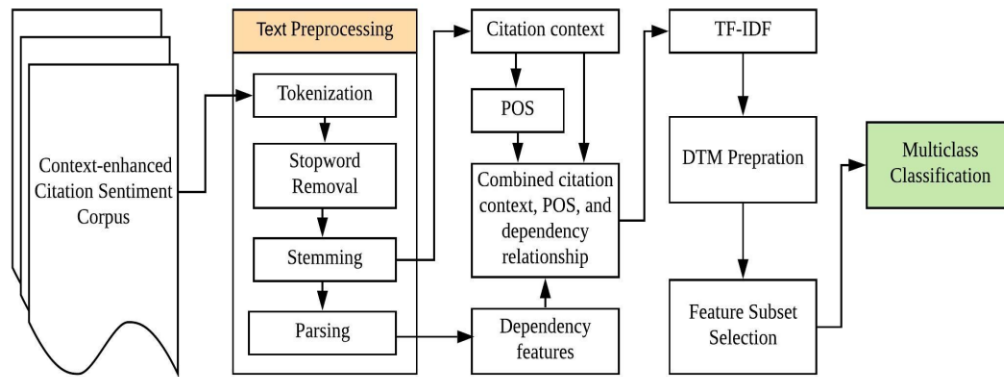 Context-enhanced
Citation Sentiment
Corpus
Text Preprocessing
Tokenization
Stopword
Removal
Stemming
Parsing
Citation context
POS
Combined citation
context, POS, and
dependency
relationship
Dependency
features
TF-IDF
DTM Prepration
Feature Subset
Selection
Multiclass
Classification